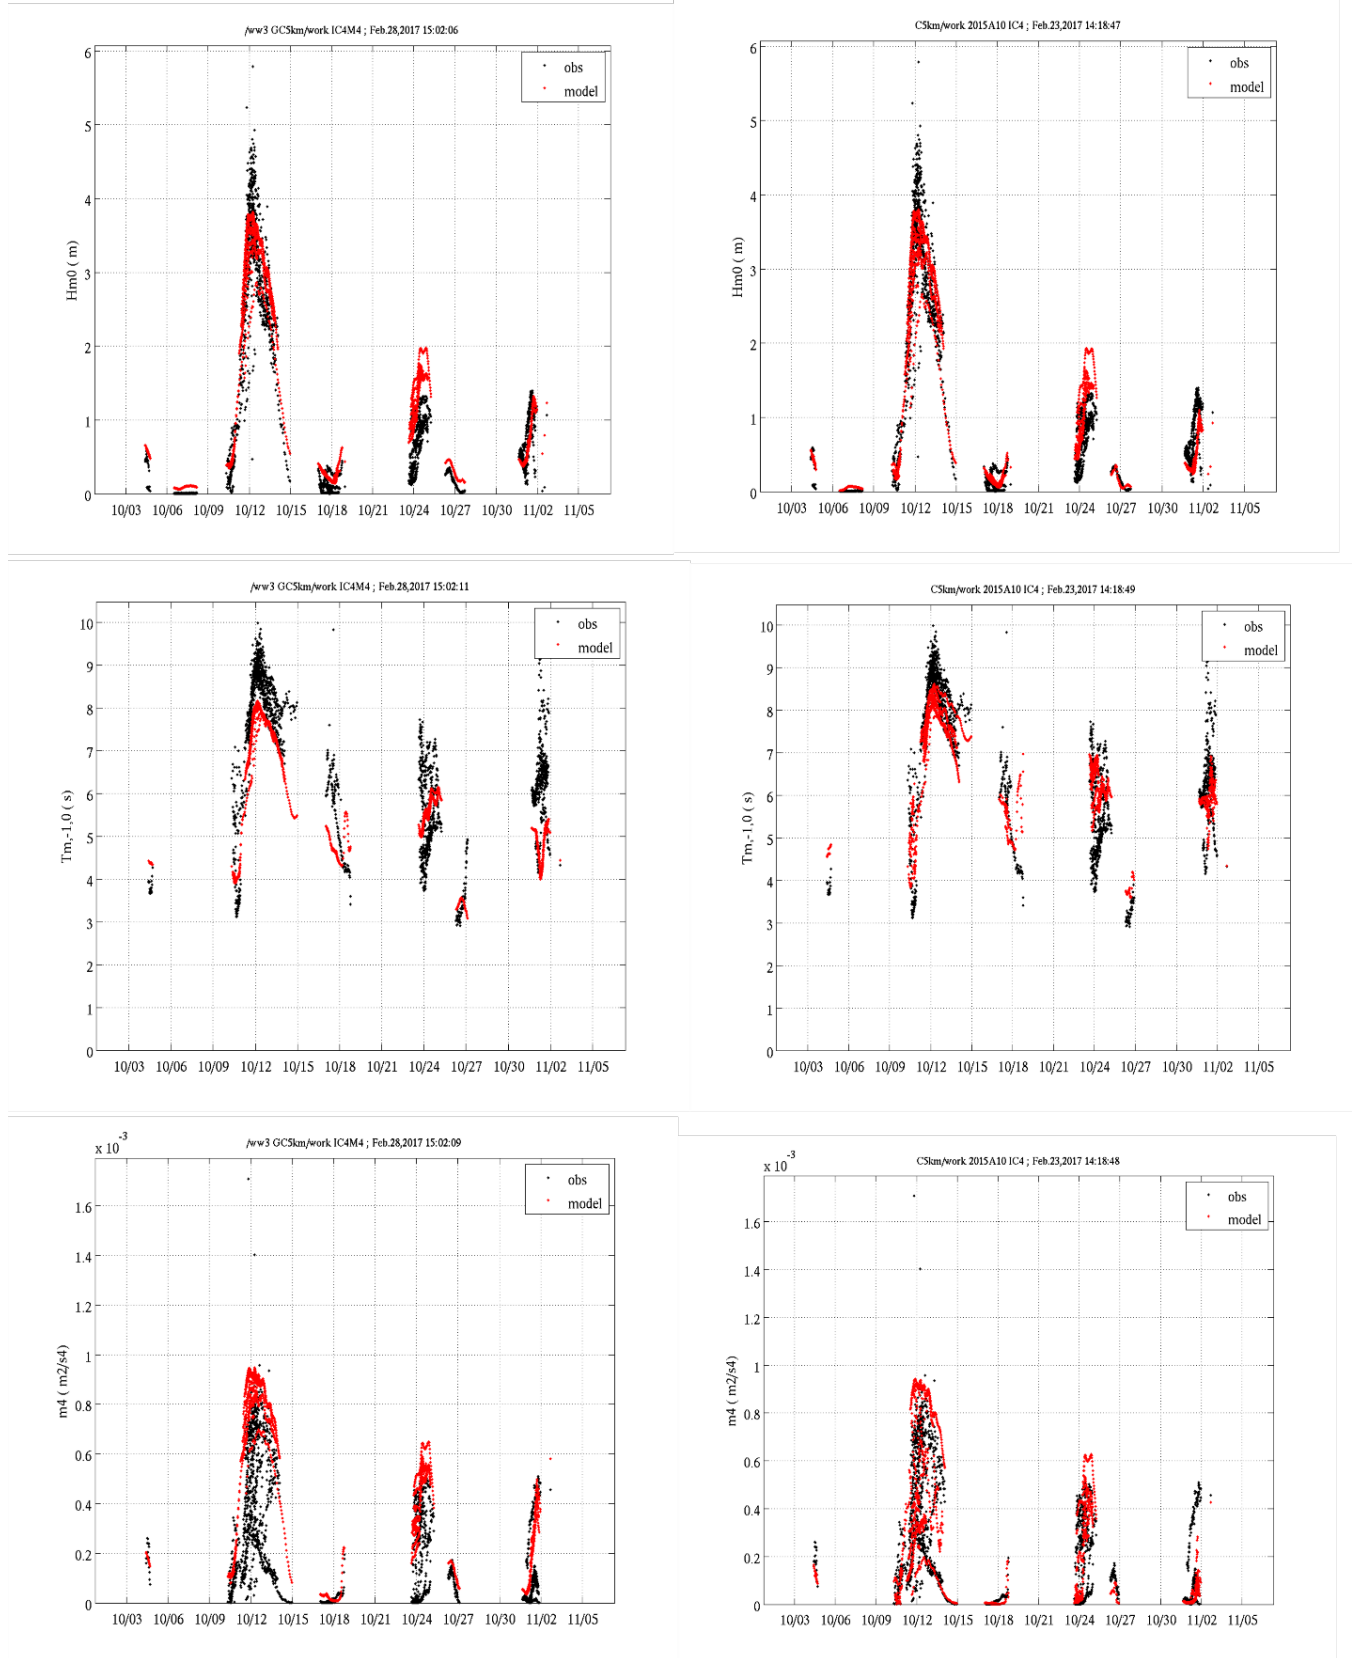 /ww3 GC5km/work IC4M4 ; Feb.28,2017 15:02:06
obs
model
Hm0 ( m)
6
5
4
3
2
1
0
10/03 10/06 10/09 10/12 10/15 10/18 10/21 10/24 10/27 10/30 11/02 11/05
C5km/work 2015A10 IC4 ; Feb.23,2017 14:18:47
obs
model
Hm0 ( m)
6
5
4
3
2
1
0
10/03 10/06 10/09 10/12 10/15 10/18 10/21 10/24 10/27 10/30 11/02 11/05
/ww3 GC5km/work IC4M4 ; Feb.28,2017 15:02:11
obs
model
Tm,-1,0 ( s)
10
9
8
7
6
5
4
3
2
1
0
10/03 10/06 10/09 10/12 10/15 10/18 10/21 10/24 10/27 10/30 11/02 11/05
C5km/work 2015A10 IC4 ; Feb.23,2017 14:18:49
obs
model
Tm,-1,0 ( s)
10
9
8
7
6
5
4
3
2
1
0
10/03 10/06 10/09 10/12 10/15 10/18 10/21 10/24 10/27 10/30 11/02 11/05
/ww3 GC5km/work IC4M4 ; Feb.28,2017 15:02:09
x 10-3
obs
model
m4 ( m2/s4)
1.6
1.4
1.2
1
0.8
0.6
0.4
0.2
0
10/03 10/06 10/09 10/12 10/15 10/18 10/21 10/24 10/27 10/30 11/02 11/05
C5km/work 2015A10 IC4 ; Feb.23,2017 14:18:48
x 10-3
obs
model
m4 ( m2/s4)
1.6
1.4
1.2
1
0.8
0.6
0.4
0.2
0
10/03 10/06 10/09 10/12 10/15 10/18 10/21 10/24 10/27 10/30 11/02 11/05